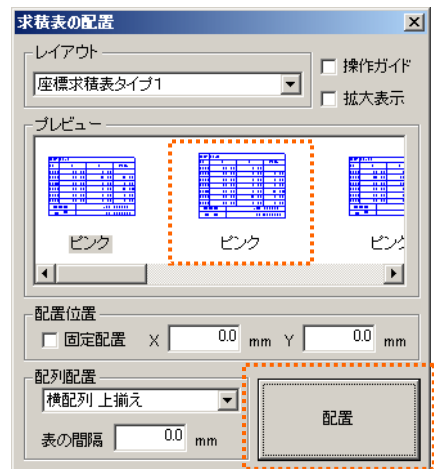 求積表の配置
レイアウト
座標求積表タイプ1
操作ガイド
拡大表示
プレビュー
ピンク
ピンク
ピンク
配置位置
固定配置 X 0.0 mm Y 0.0 mm
配列配置
横配列 上揃え
表の間隔 0.0 mm
配置